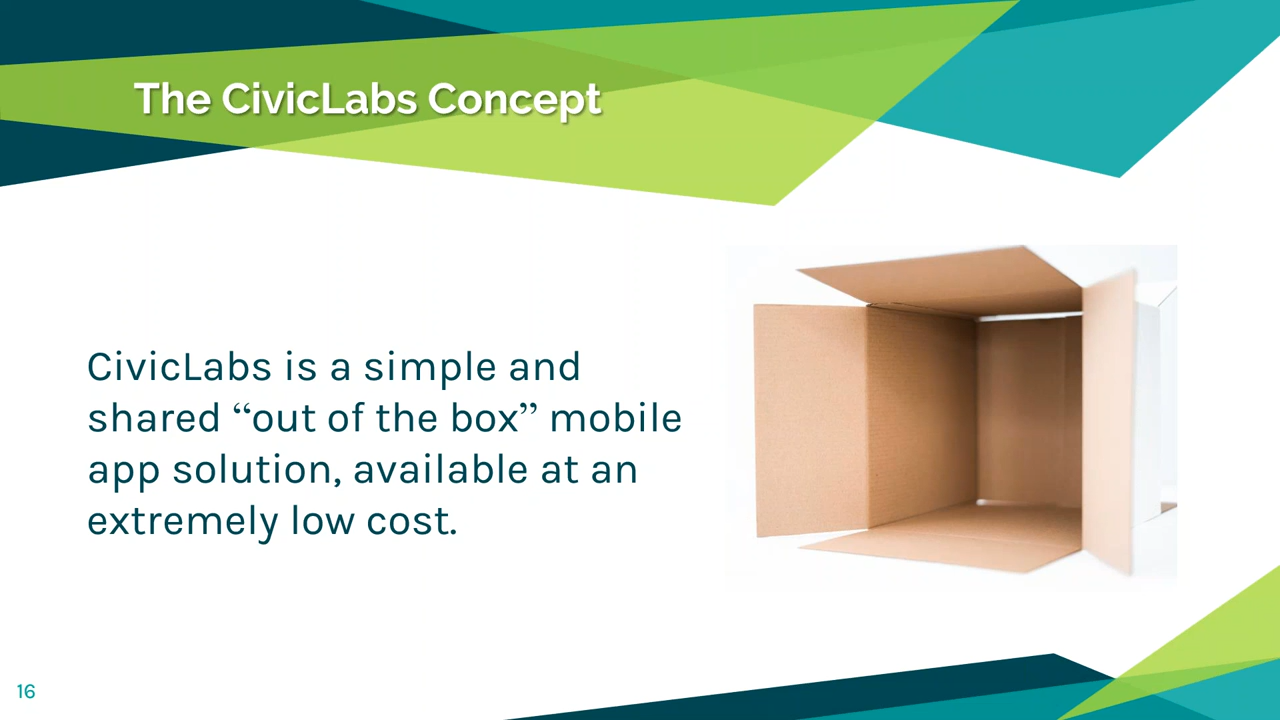 The CivicLabs Concept
CivicLabs is a simple and
shared “out of the box” mobile
app solution, available at an
extremely low cost.
16